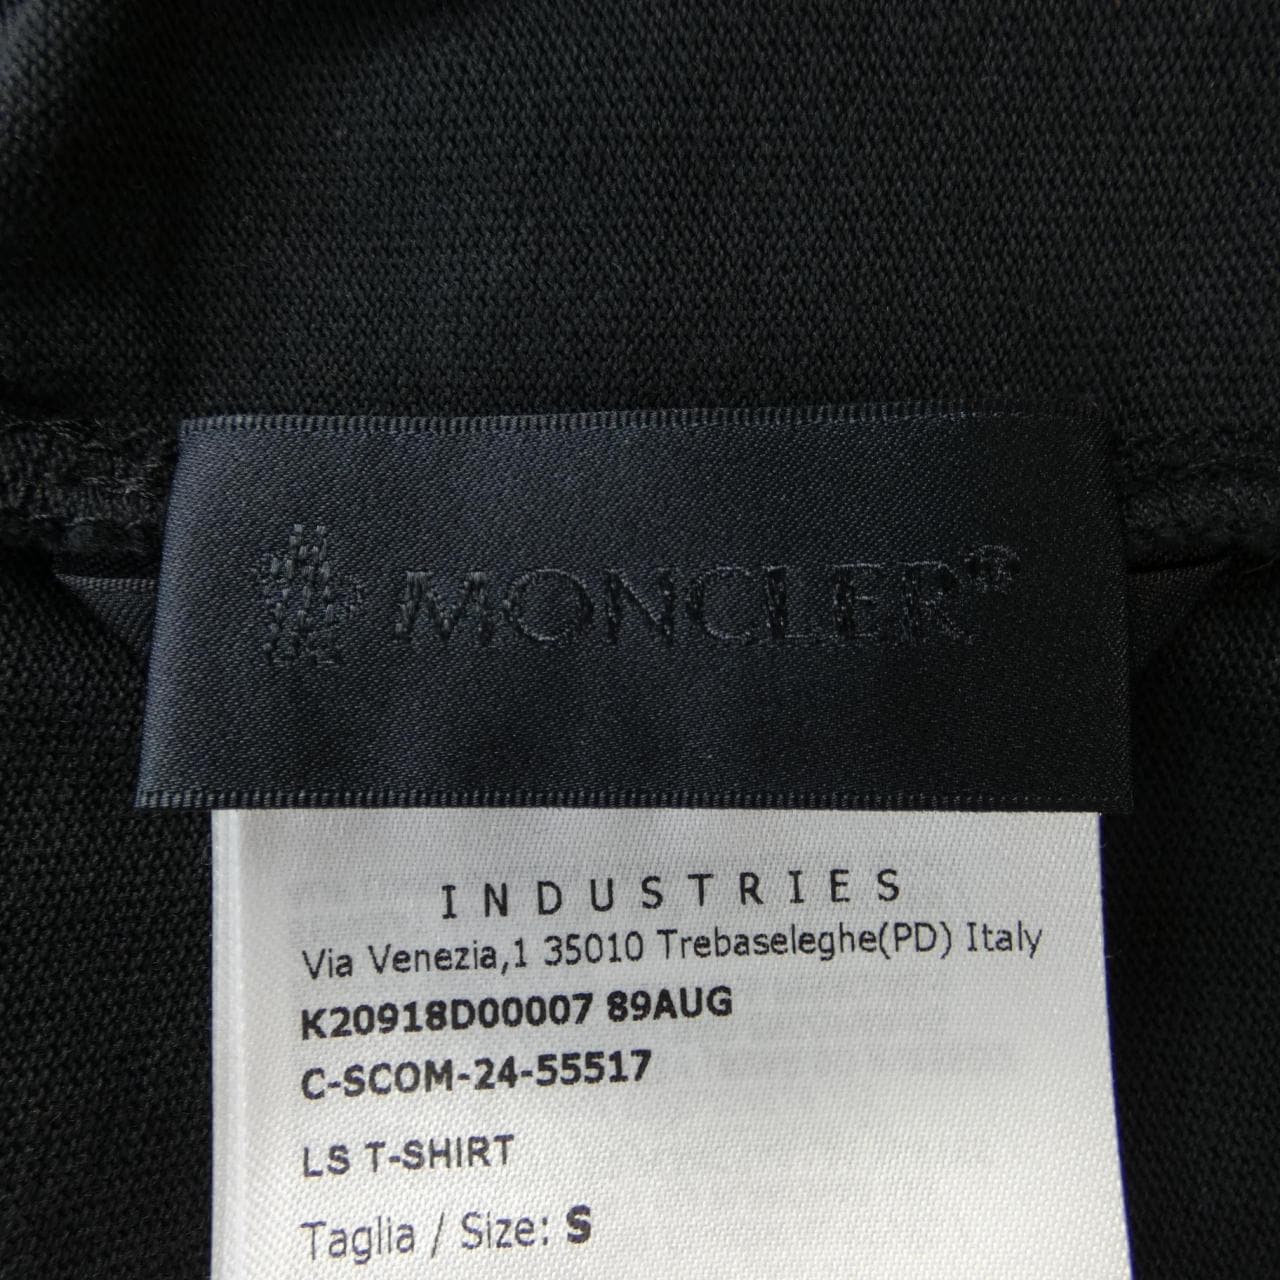 MONCLER®
INDUSTRIES
Via Venezia,1 35010 Trebaseleghe(PD) Italy
K20918D00007 89AUG
C-SCOM-24-55517
LS T-SHIRT
Taglia / Size: S